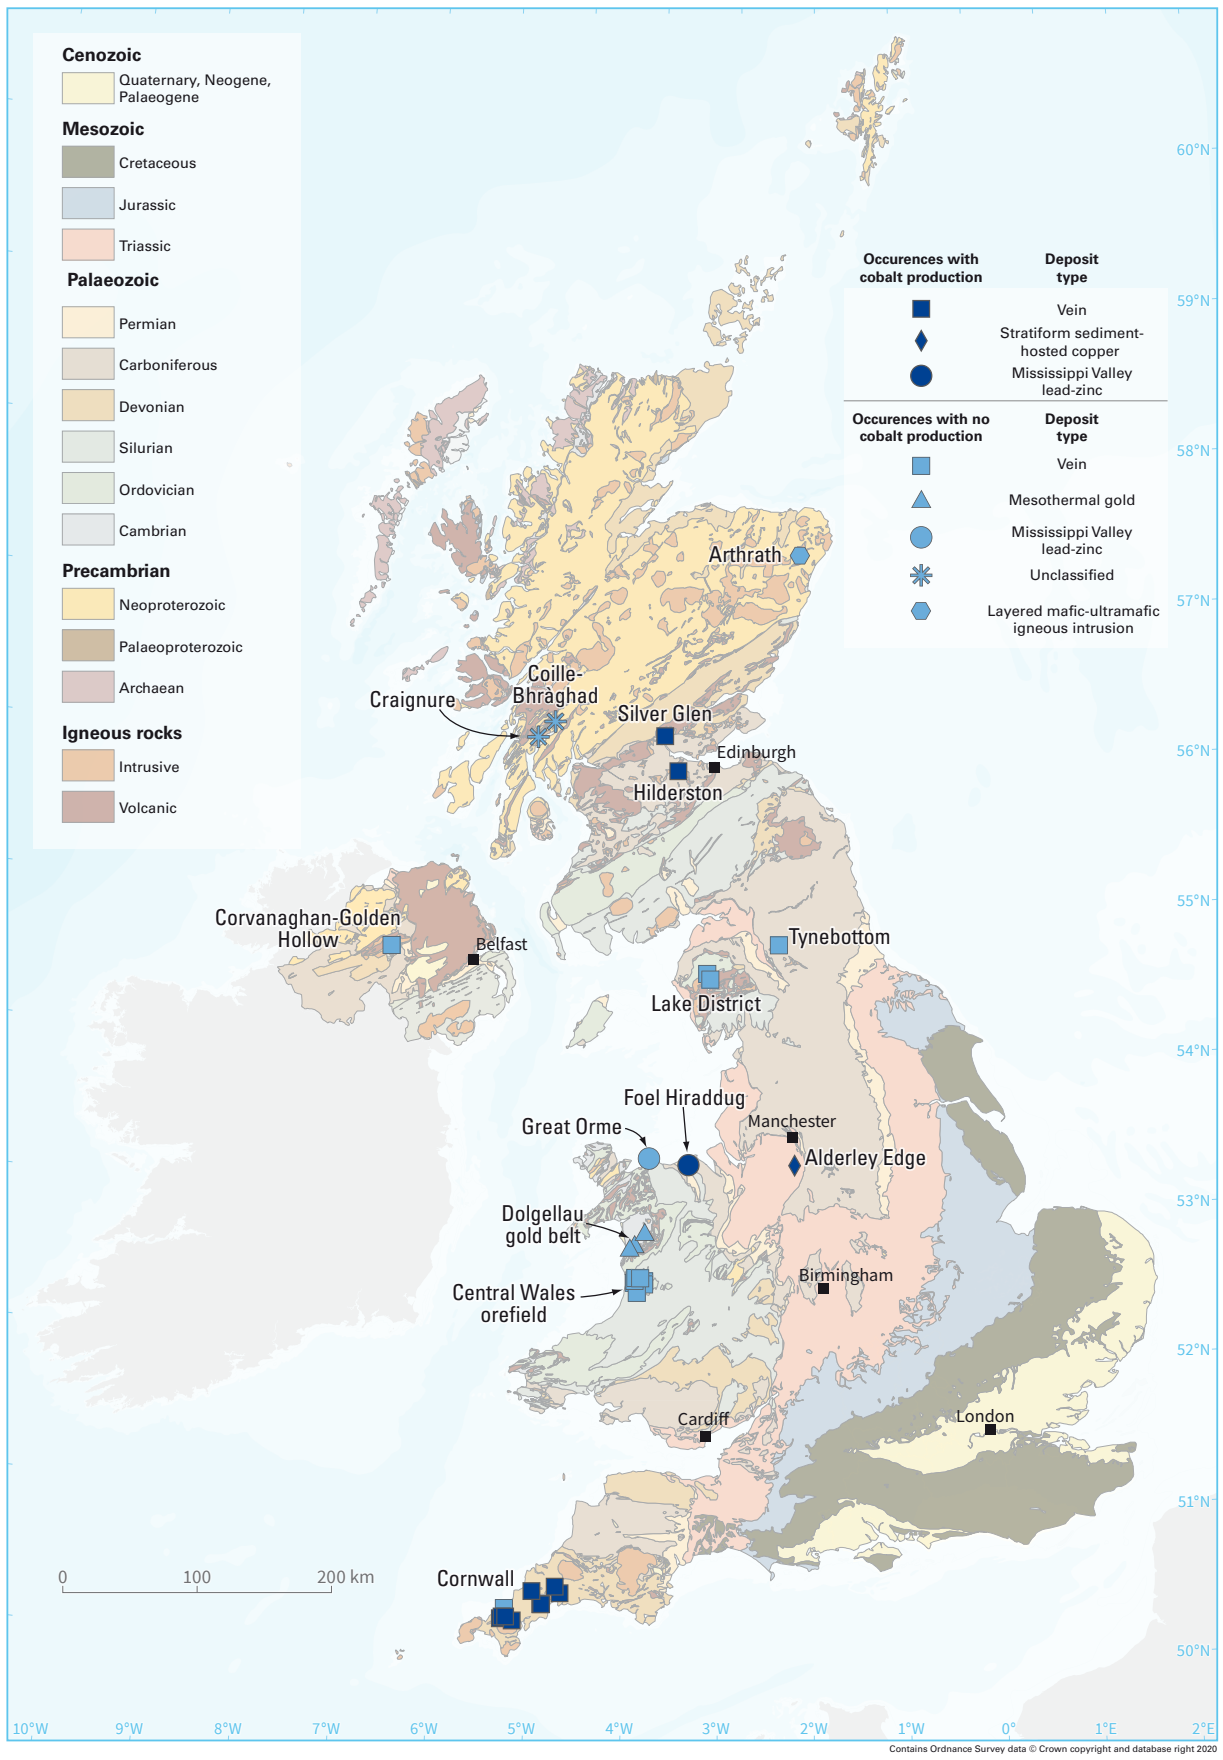 Cenozoic
Quaternary, Neogene,
Palaeogene
Mesozoic
Cretaceous
Jurassic
Triassic
Palaeozoic
Permian
Carboniferous
Devonian
Silurian
Ordovician
Cambrian
Precambrian
Neoproterozoic
Palaeoproterozoic
Archaean
Igneous rocks
Intrusive
Volcanic
Occurences with
cobalt production
Deposit
type
Vein
Stratiform sediment-
hosted copper
Mississippi Valley
lead-zinc
Occurences with no
cobalt production
Deposit
type
Vein
Mesothermal gold
Mississippi Valley
lead-zinc
Unclassified
Layered mafic-ultramafic
igneous intrusion
60°N
59°N
58°N
57°N
56°N
55°N
54°N
53°N
52°N
51°N
50°N
Arthrath
Coille-
Bhràghad
Craignure
Silver Glen
Edinburgh
Hilderston
Corvanaghan-Golden
Hollow
Belfast
Tynebottom
Lake District
Foel Hiraddug
Great Orme
Manchester
Alderley Edge
Dolgellau
gold belt
Birmingham
Central Wales
orefield
Cardiff
London
Cornwall
0 100 200 km
10°W 9°W 8°W 7°W 6°W 5°W 4°W 3°W 2°W 1°W 0° 1°E 2°E
Contains Ordnance Survey data © Crown copyright and database right 2020